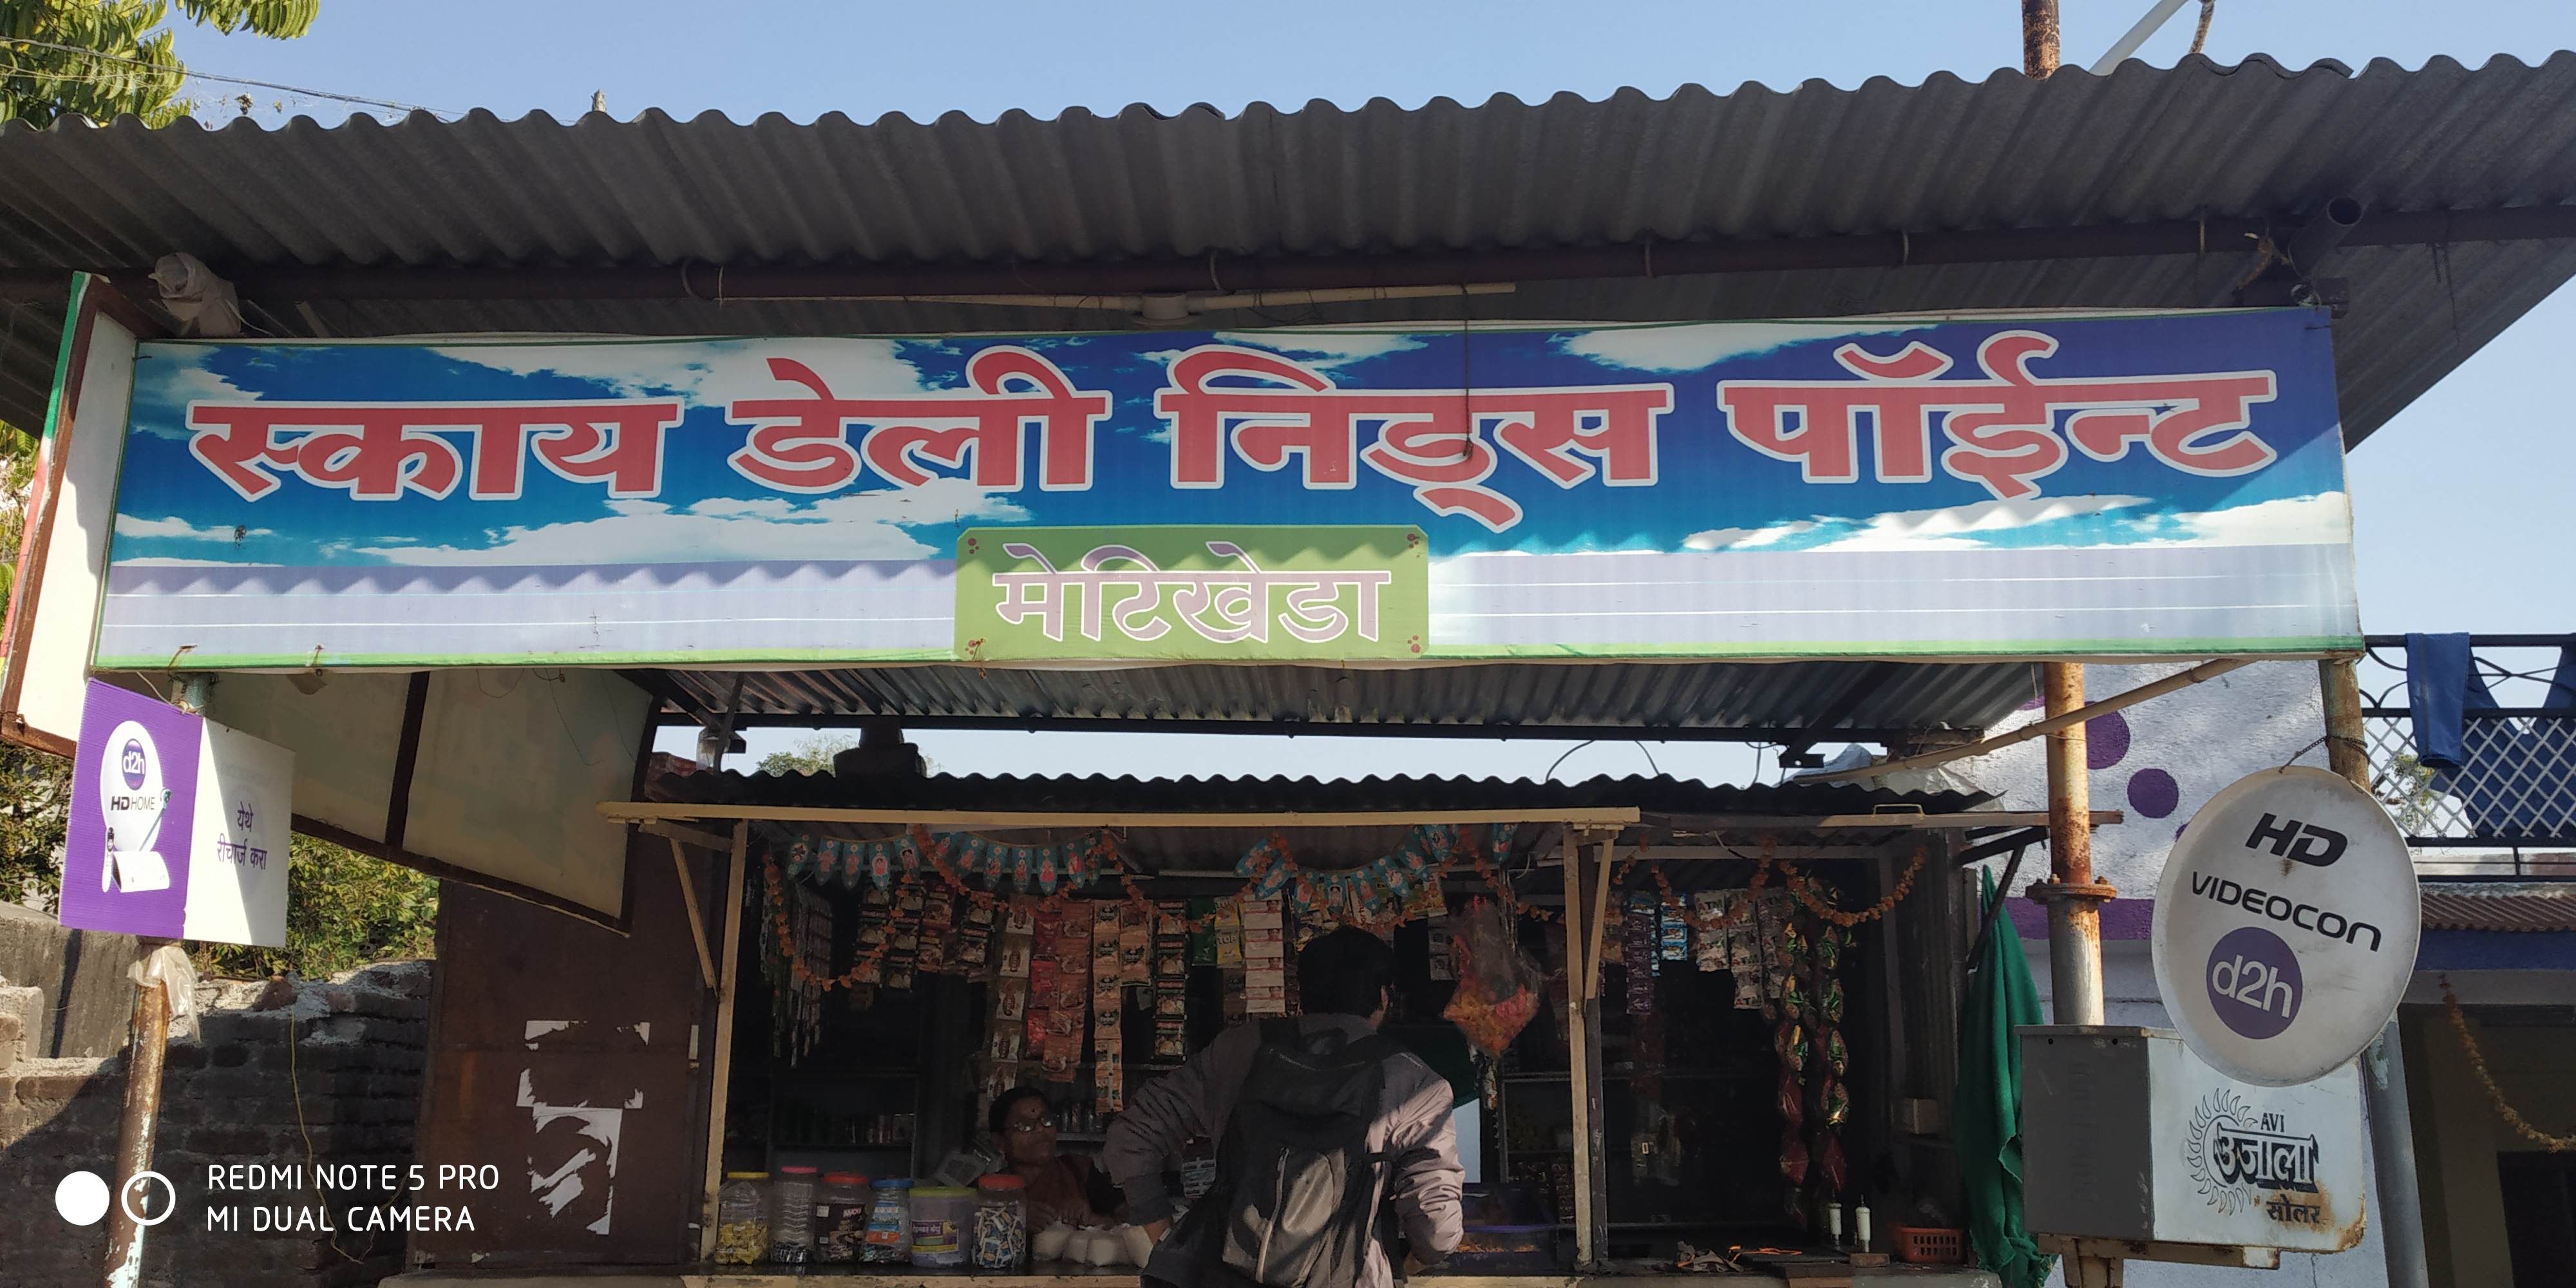 स्काय डेली निड्स पॉईन्ट
मेटिखेडा
d2h
HD HOME
येथे
रीचार्ज करा
HD
VIDEOCON
d2h
AVI
उजाला
सोलर
REDMI NOTE 5 PRO
MI DUAL CAMERA